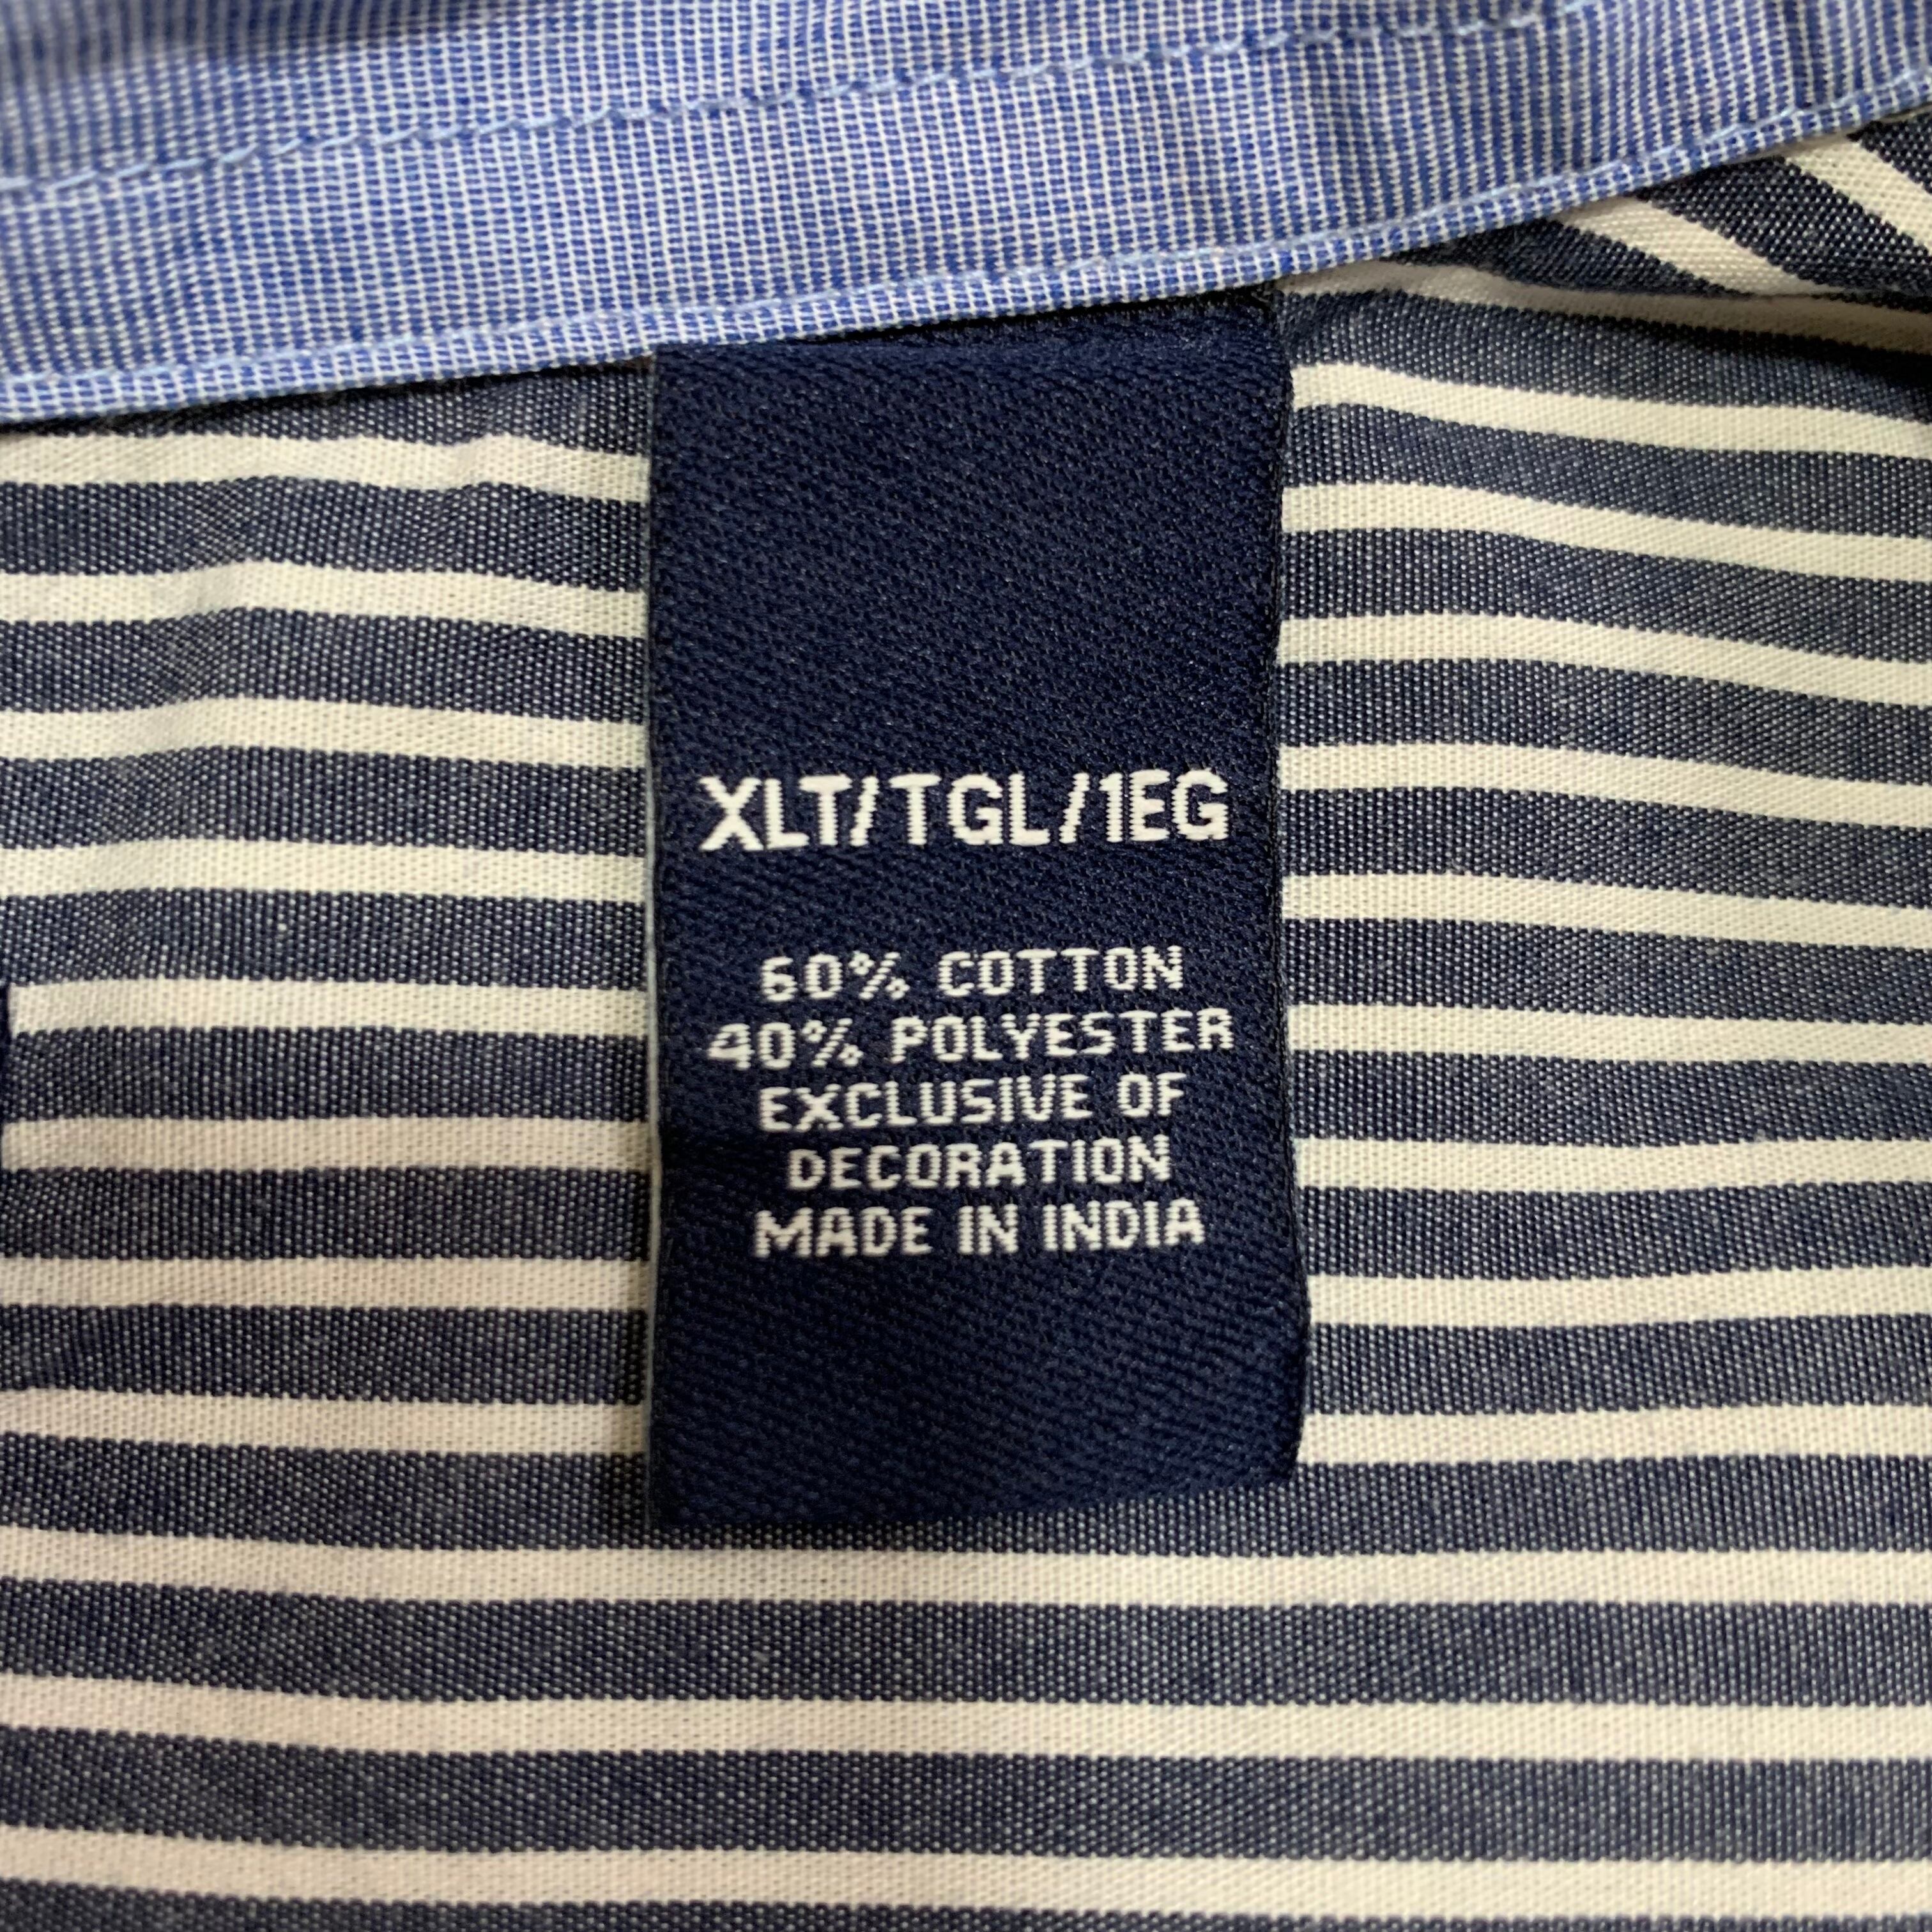 XLT/TGL/1EG
60% COTTON
40% POLYESTER
EXCLUSIVE OF
DECORATION
MADE IN INDIA